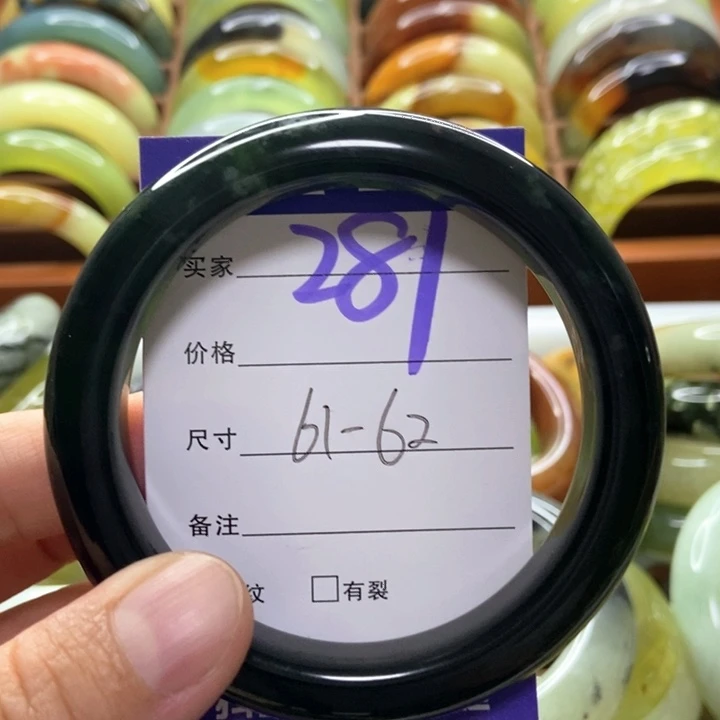 买家 281
价格
尺寸 61-62
备注
纹 □有裂